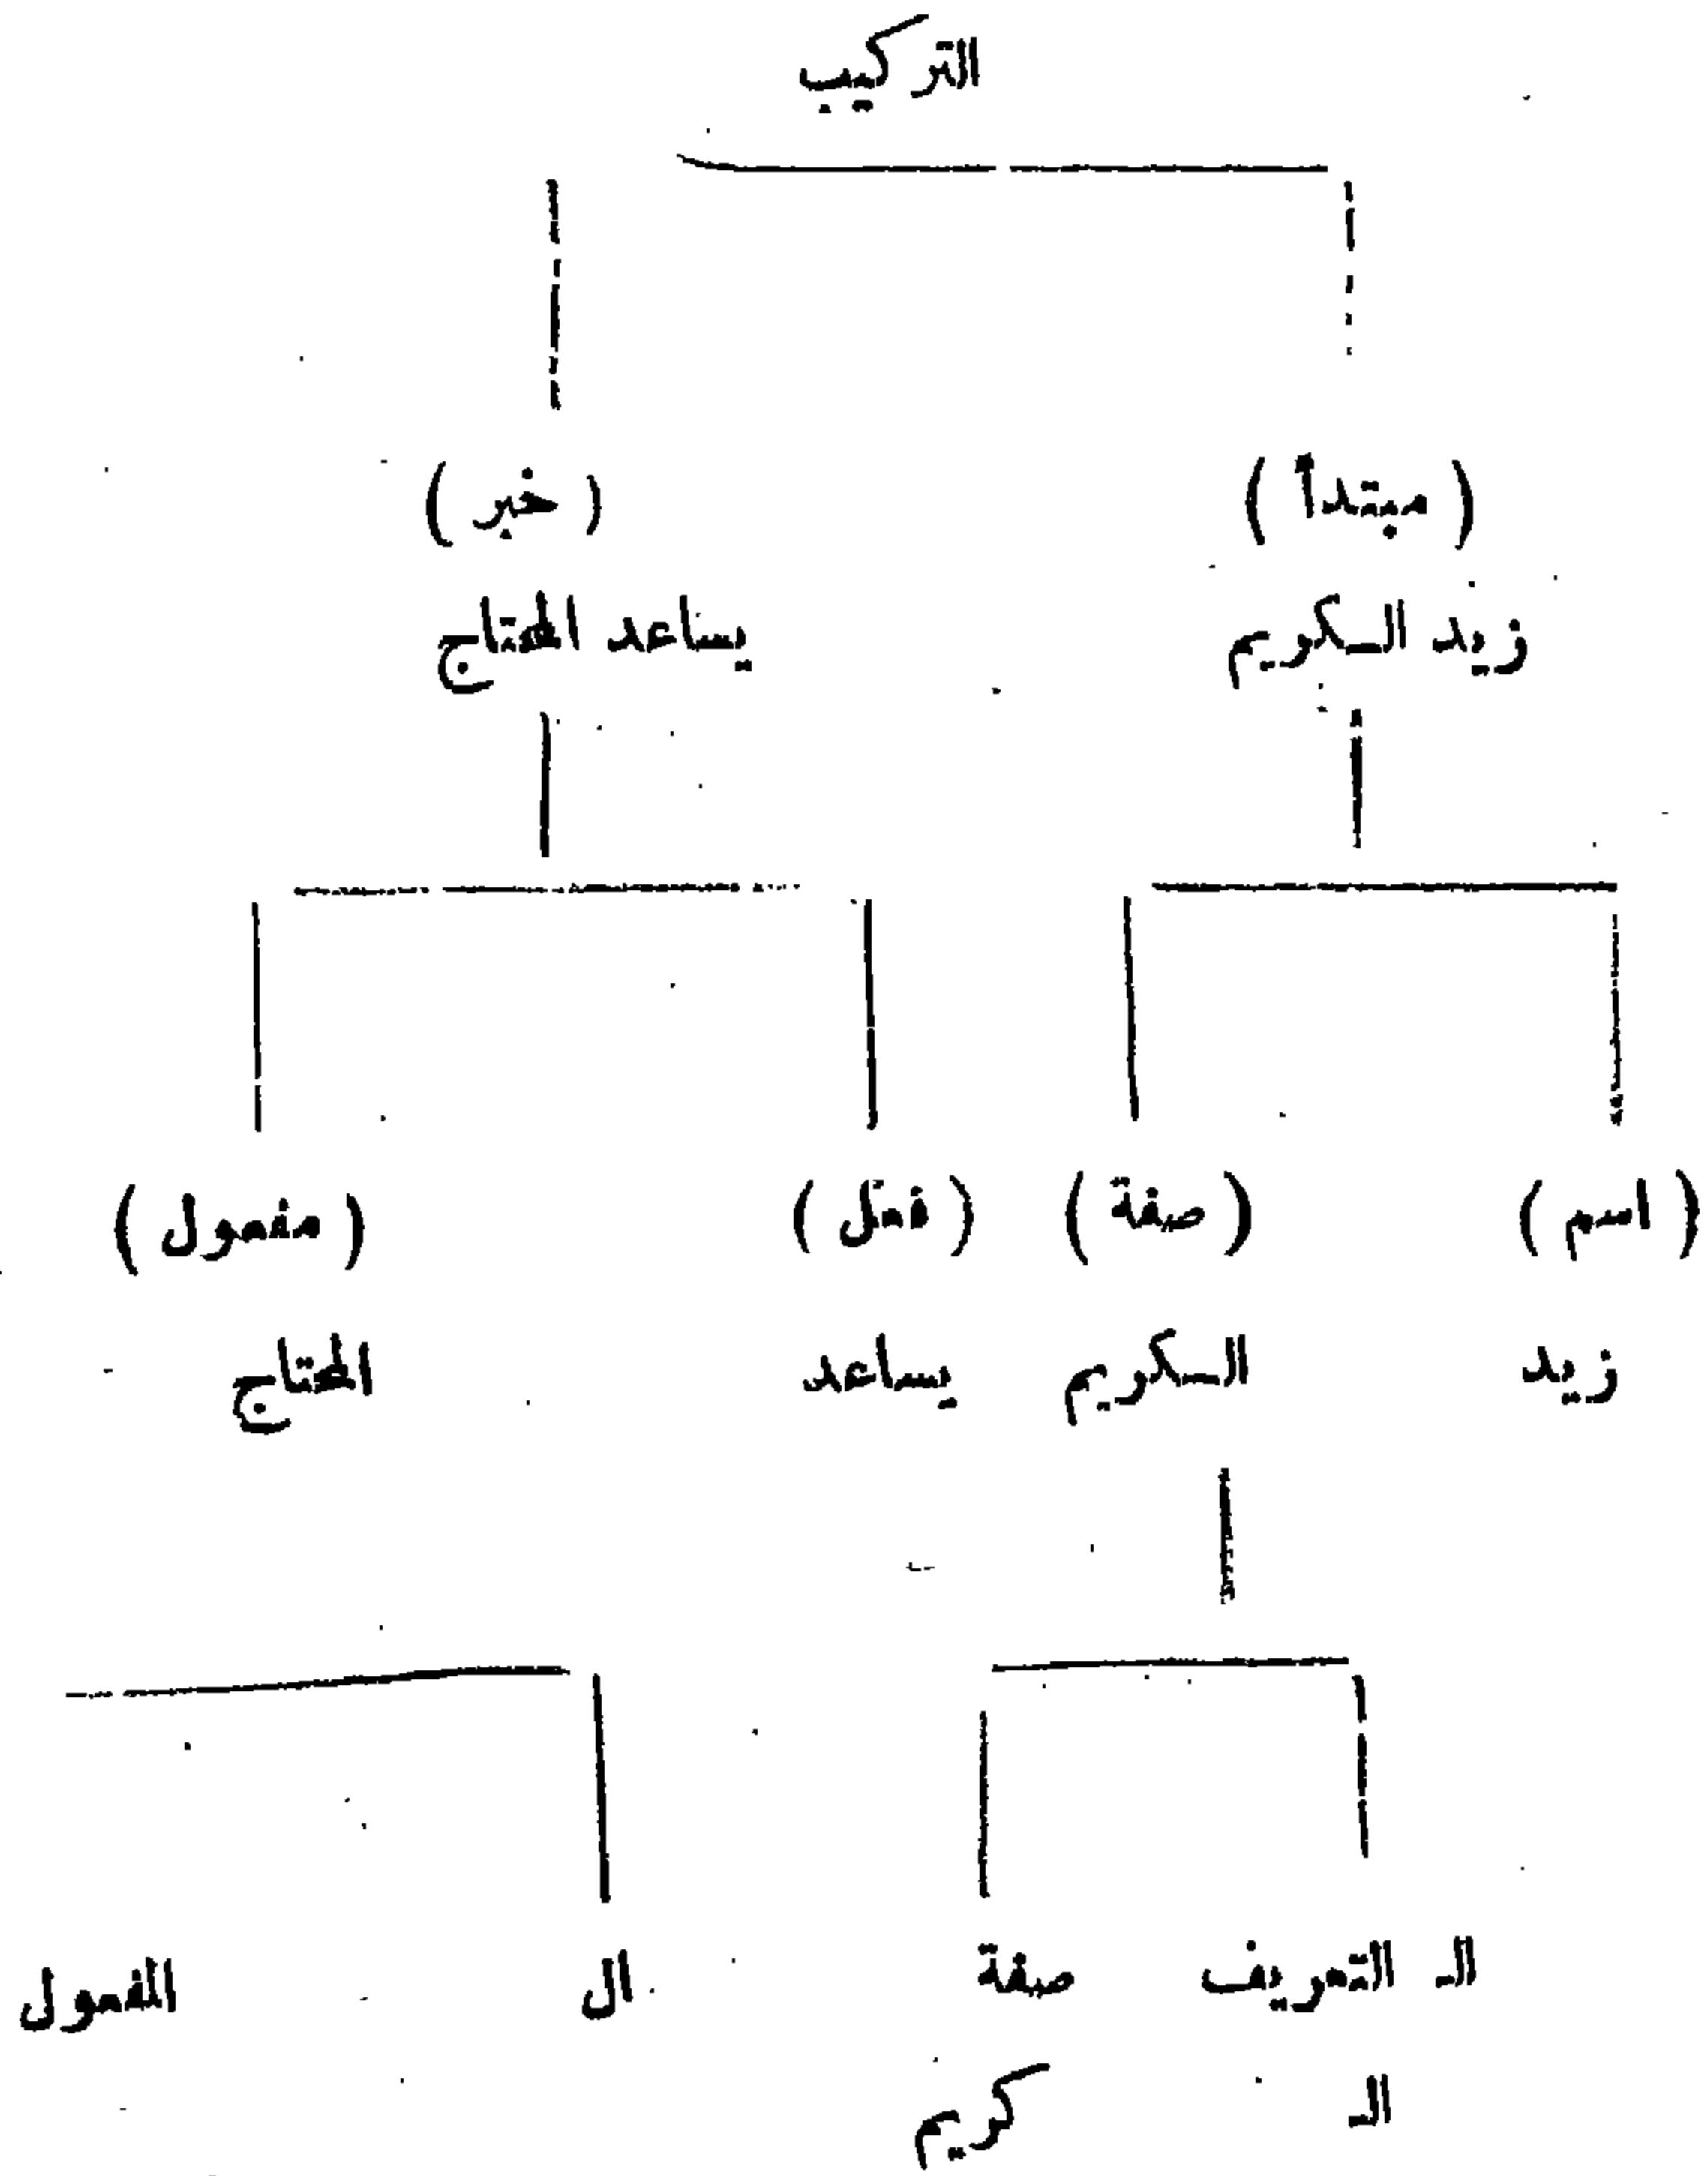 التركيب
(مبتدأ) (خبر)
زيد الكريم يساعد المحتاج
(اسم) (صفة) (فعل) (مفعول)
زيد الكريم يساعد المحتاج
الـ التعريف صفة ال المفعول
الـ كريم